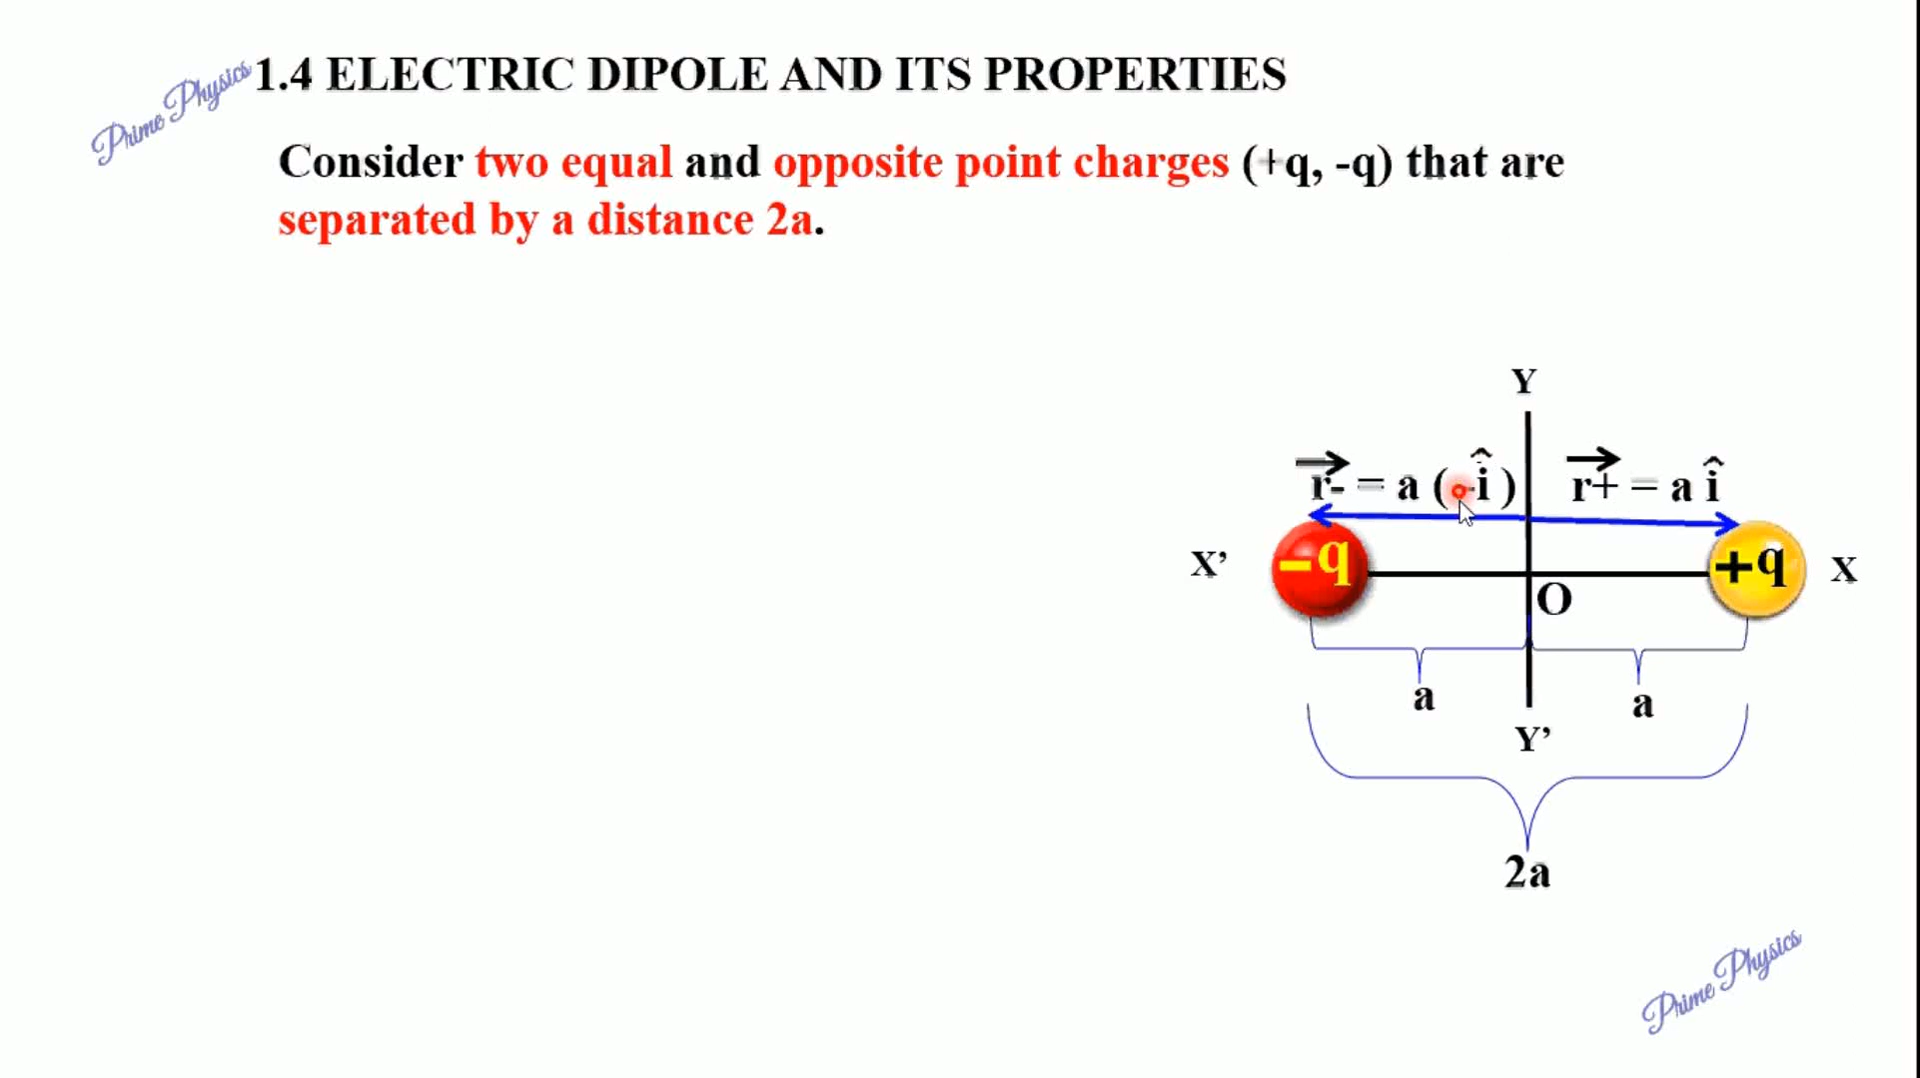 Prime Physics
1.4 ELECTRIC DIPOLE AND ITS PROPERTIES
Consider two equal and opposite point charges (+q, -q) that are
separated by a distance 2a.
Y
r- = a (-î) r+ = a î
X’ -q +q X
O
a a
Y’
2a
Prime Physics